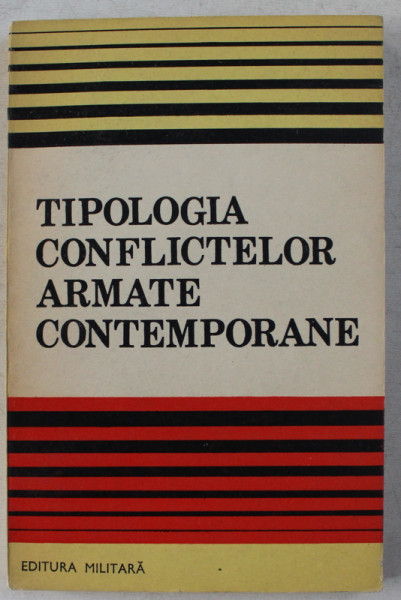 TIPOLOGIA
CONFLICTELOR
ARMATE
CONTEMPORANE
EDITURA MILITARĂ